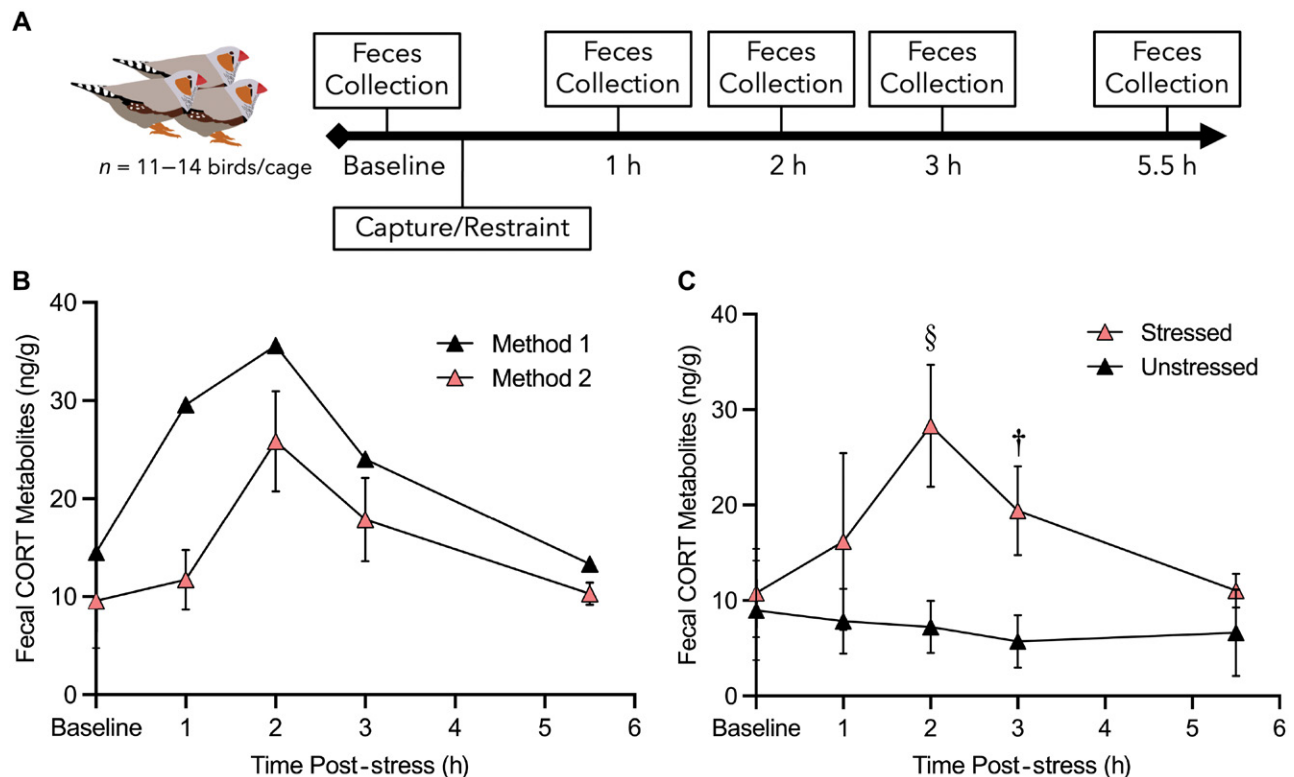 A
Feces
Collection
Feces
Collection
Feces
Collection
Feces
Collection
Feces
Collection
n = 11–14 birds/cage
Baseline
1 h
2 h
3 h
5.5 h
Capture/Restraint
B
Fecal CORT Metabolites (ng/g)
40
30
20
10
0
Method 1
Method 2
Baseline 1 2 3 4 5 6
Time Post-stress (h)
C
Fecal CORT Metabolites (ng/g)
40
30
20
10
0
§
†
Stressed
Unstressed
Baseline 1 2 3 4 5 6
Time Post-stress (h)